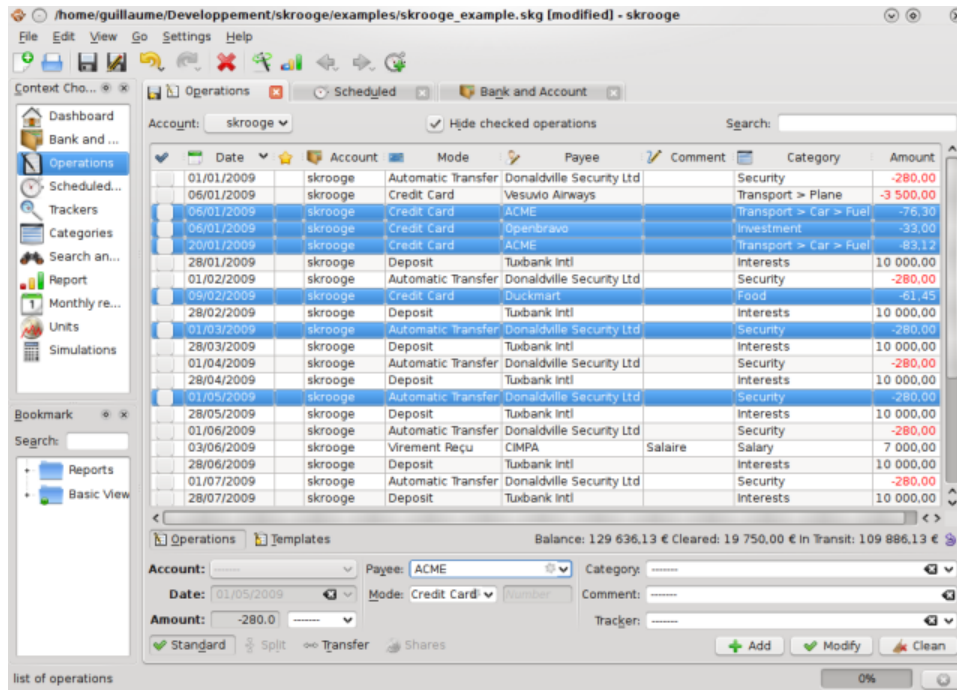 /home/guillaume/Developpement/skrooge/examples/skrooge_example.skg [modified] - skrooge
File Edit View Go Settings Help
Context Cho...
Dashboard
Bank and ...
Operations
Scheduled...
Trackers
Categories
Search an...
Report
Monthly re...
Units
Simulations
Bookmark
Search:
Reports
Basic View
Operations Scheduled Bank and Account
Account: skrooge Hide checked operations Search:
Date Account Mode Payee Comment Category Amount
01/01/2009 skrooge Automatic Transfer Donaldville Security Ltd Security -280,00
06/01/2009 skrooge Credit Card Vesuvio Airways Transport > Plane -3 500,00
06/01/2009 skrooge Credit Card ACME Transport > Car > Fuel -76,30
06/01/2009 skrooge Credit Card Openbravo Investment -33,00
20/01/2009 skrooge Credit Card ACME Transport > Car > Fuel -83,12
28/01/2009 skrooge Deposit Tuxbank Intl Interests 10 000,00
01/02/2009 skrooge Automatic Transfer Donaldville Security Ltd Security -280,00
09/02/2009 skrooge Credit Card Duckmart Food -61,45
28/02/2009 skrooge Deposit Tuxbank Intl Interests 10 000,00
01/03/2009 skrooge Automatic Transfer Donaldville Security Ltd Security -280,00
28/03/2009 skrooge Deposit Tuxbank Intl Interests 10 000,00
01/04/2009 skrooge Automatic Transfer Donaldville Security Ltd Security -280,00
28/04/2009 skrooge Deposit Tuxbank Intl Interests 10 000,00
01/05/2009 skrooge Automatic Transfer Donaldville Security Ltd Security -280,00
28/05/2009 skrooge Deposit Tuxbank Intl Interests 10 000,00
01/06/2009 skrooge Automatic Transfer Donaldville Security Ltd Security -280,00
03/06/2009 skrooge Virement Reçu CIMPA Salaire Salary 7 000,00
28/06/2009 skrooge Deposit Tuxbank Intl Interests 10 000,00
01/07/2009 skrooge Automatic Transfer Donaldville Security Ltd Security -280,00
28/07/2009 skrooge Deposit Tuxbank Intl Interests 10 000,00
Operations Templates Balance: 129 636,13 € Cleared: 19 750,00 € In Transit: 109 886,13 €
Account: ------- Payee: ACME Category: -------
Date: 01/05/2009 Mode: Credit Card Number Comment: -------
Amount: -280.0 ------- Tracker: -------
Standard Split Transfer Shares Add Modify Clean
list of operations 0%